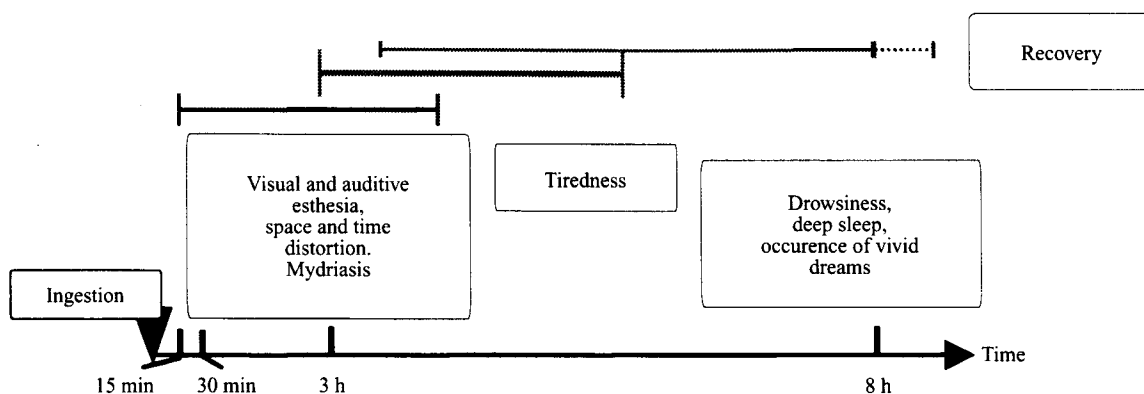 Recovery
Visual and auditive
esthesia,
space and time
distortion.
Mydriasis
Tiredness
Drowsiness,
deep sleep,
occurence of vivid
dreams
Ingestion
Time
15 min
30 min
3 h
8 h